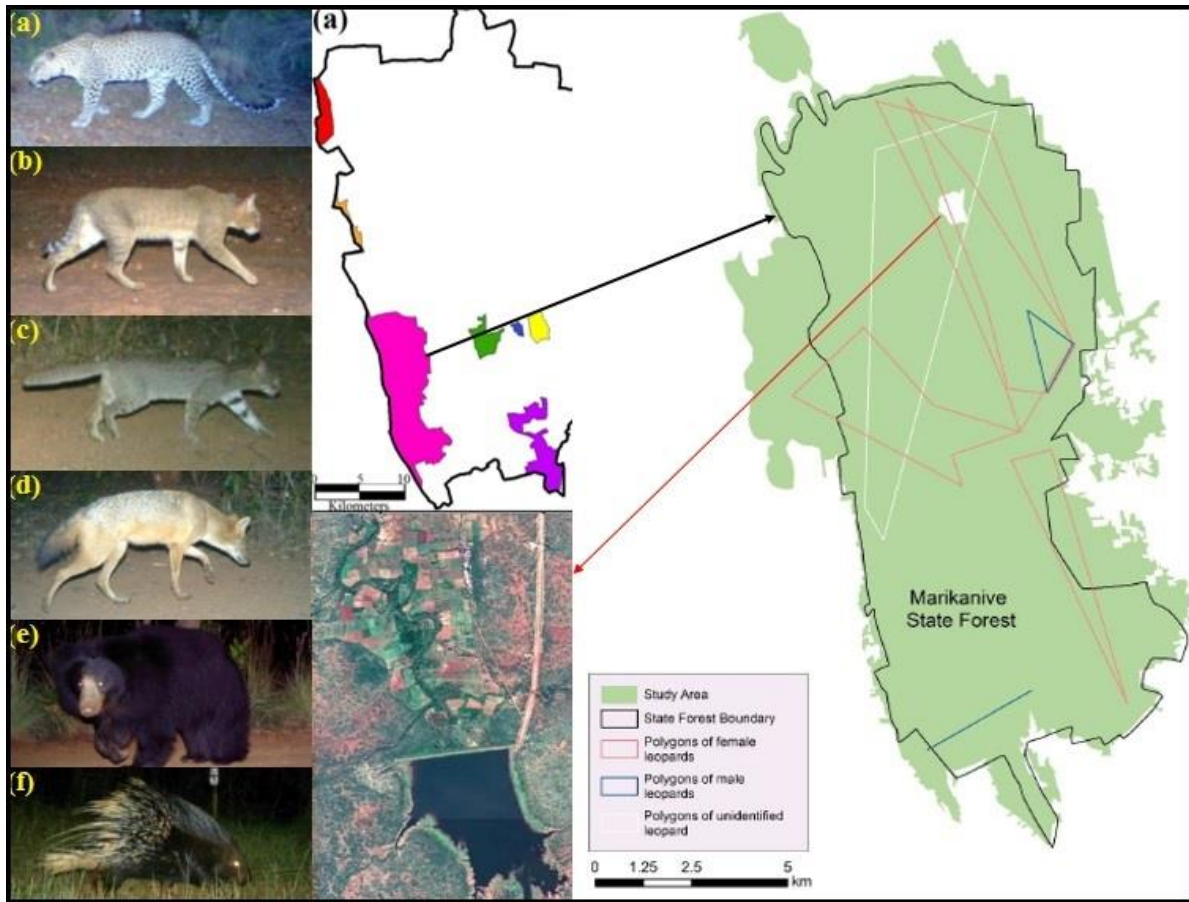 (a)
(b)
(c)
(d)
(e)
(f)
(a)
0 5 10
Kilometers
Marikanive
State Forest
Study Area
State Forest Boundary
Polygons of female
leopards
Polygons of male
leopards
Polygons of unidentified
leopard
0 1.25 2.5 5
km